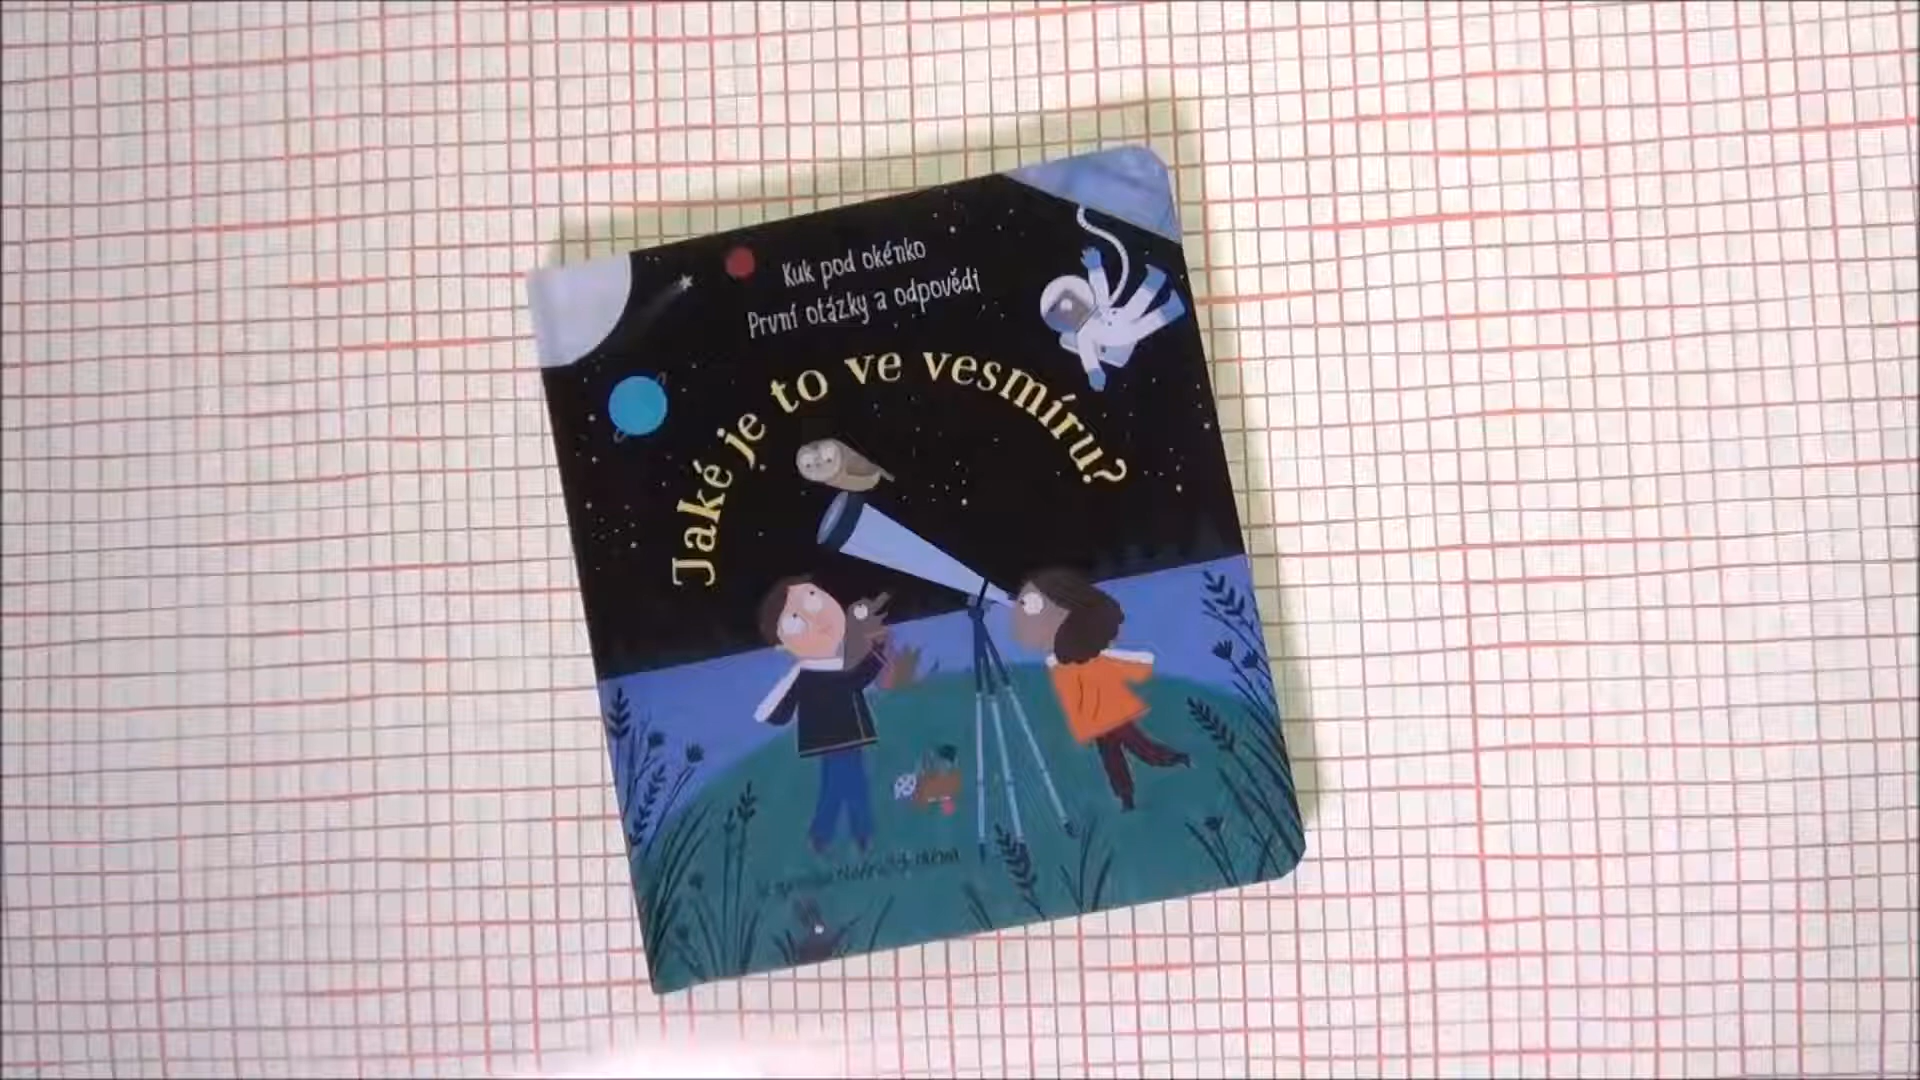 Kuk pod okénko
První otázky a odpovědi
Jaké je to ve vesmíru?